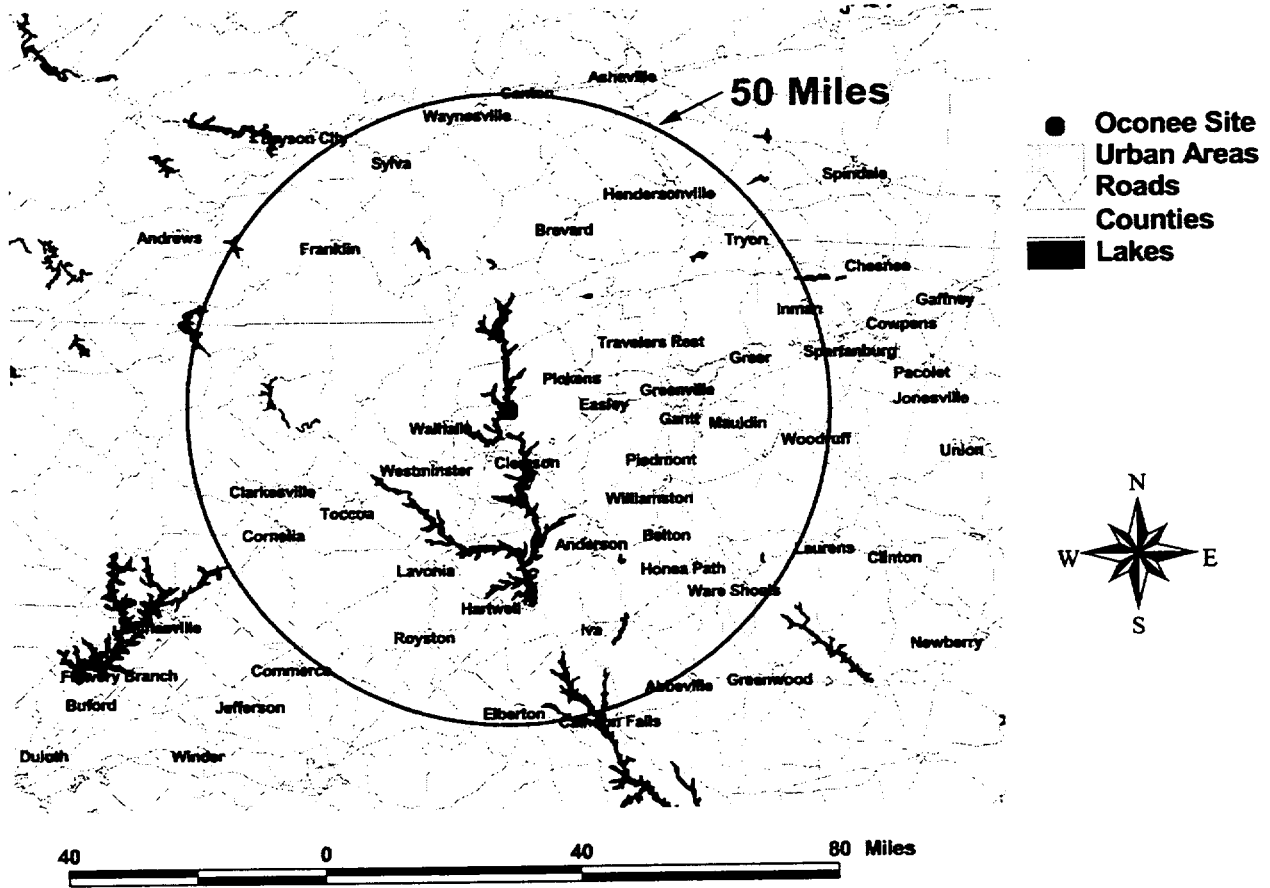 Asheville
Canton
50 Miles
Waynesville
Bryson City
Sylva
Spindale
Hendersonville
Brevard
Andrews
Franklin
Tryon
Chesnee
Inman
Gaffney
Cowpens
Travelers Rest
Greer
Spartanburg
Pickens
Pacolet
Greenville
Easley
Jonesville
Gantt
Mauldin
Walhalla
Woodruff
Union
Clemson
Piedmont
Westminster
Clarkesville
Williamston
Toccoa
Cornelia
Belton
Anderson
Laurens
Clinton
Lavonia
Honea Path
Ware Shoals
Hartwell
Iva
Royston
Newberry
Commerce
Flowery Branch
Abbeville
Greenwood
Buford
Jefferson
Elberton
Calhoun Falls
Duluth
Winder
Oconee Site
Urban Areas
Roads
Counties
Lakes
N
W
E
S
40
0
40
80 Miles